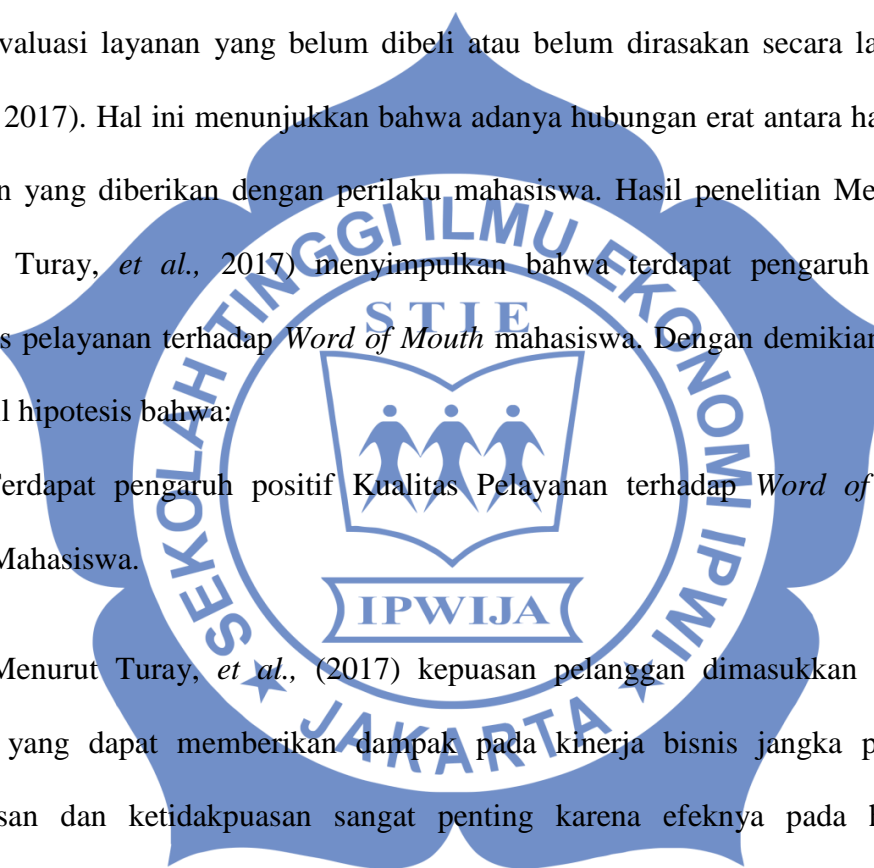 valuasi layanan yang belum dibeli atau belum dirasakan secara la
2017). Hal ini menunjukkan bahwa adanya hubungan erat antara ha
n yang diberikan dengan perilaku mahasiswa. Hasil penelitian Me
Turay, et al., 2017) menyimpulkan bahwa terdapat pengaruh
s pelayanan terhadap Word of Mouth mahasiswa. Dengan demikian
l hipotesis bahwa:
erdapat pengaruh positif Kualitas Pelayanan terhadap Word of
Mahasiswa.
Menurut Turay, et al., (2017) kepuasan pelanggan dimasukkan
yang dapat memberikan dampak pada kinerja bisnis jangka p
san dan ketidakpuasan sangat penting karena efeknya pada
SEKOLAH TINGGI ILMU EKONOMI IPWI
JAKARTA
STIE
IPWIJA